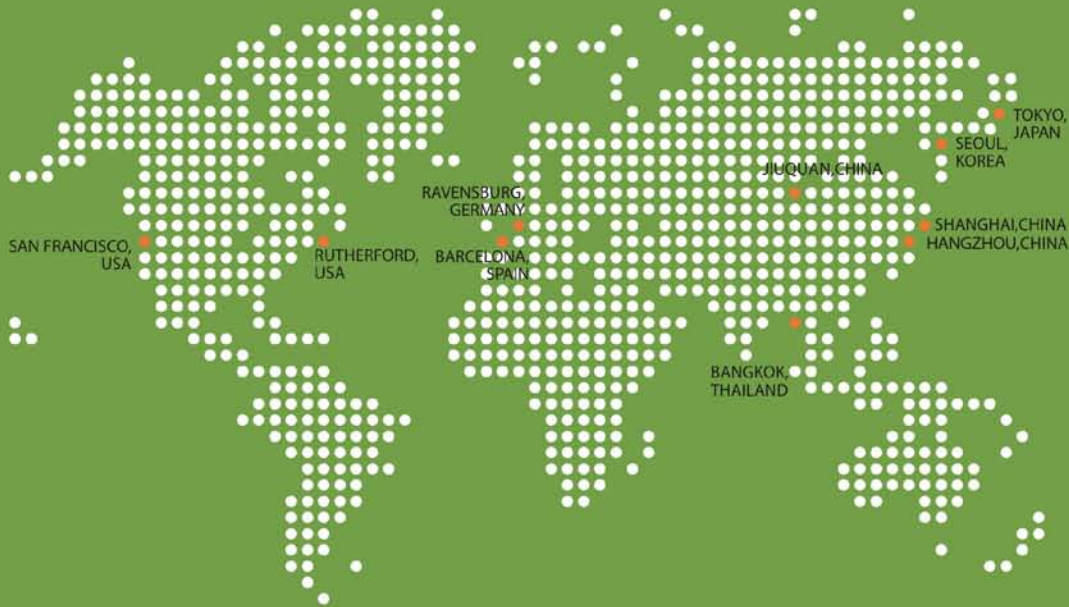 TOKYO,
JAPAN
SEOUL,
KOREA
JIUQUAN,CHINA
RAVENSBURG,
GERMANY
SHANGHAI,CHINA
HANGZHOU,CHINA
SAN FRANCISCO,
USA
RUTHERFORD,
USA
BARCELONA,
SPAIN
BANGKOK,
THAILAND